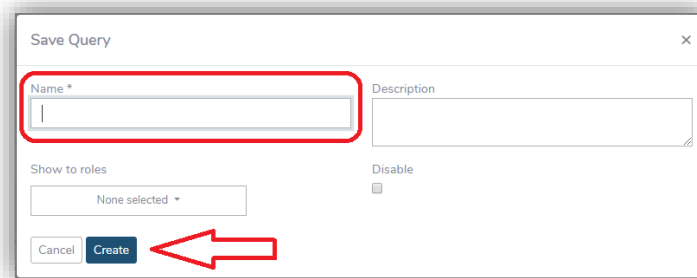 Save Query ×
Name * Description
Show to roles Disable
None selected
Cancel Create